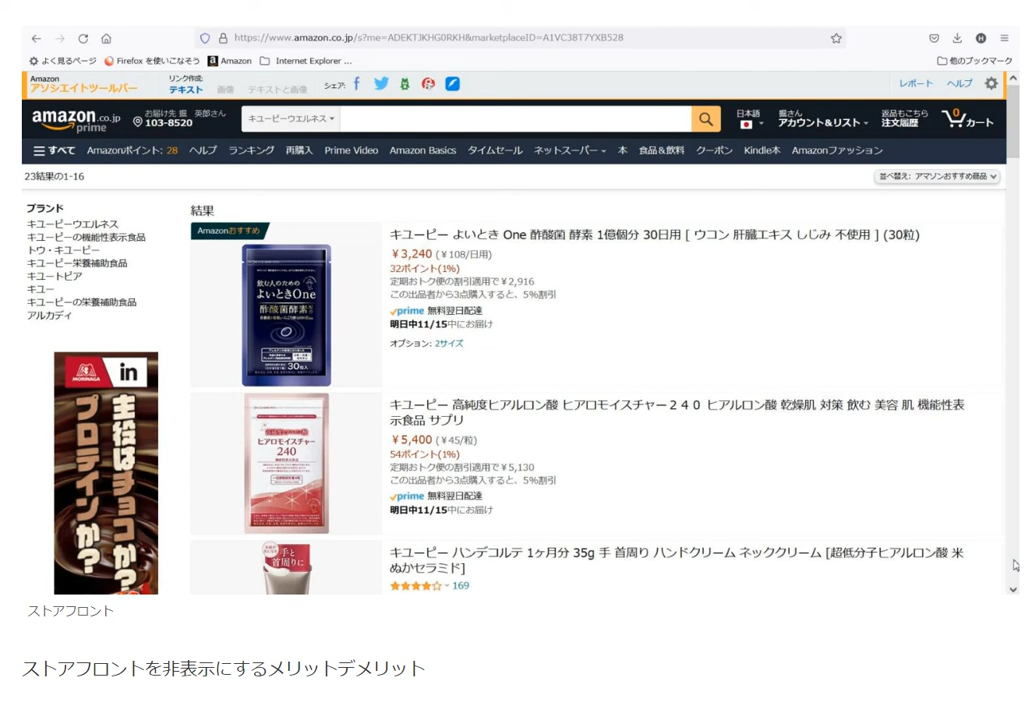 https://www.amazon.co.jp/s?me=ADEKTJKHG0RKH&marketplaceID=A1VC38T7YXB528
よく見るページ Firefox を使いこなそう Amazon Internet Explorer ... 他のブックマーク
Amazon
アソシエイトツールバー
リンク作成:
テキスト 画像 テキストと画像 シェア: レポート ヘルプ
amazon.co.jp
prime
お届け先 堀 英郎さん
103-8520
キユーピーウエルネス
日本語
堀さん
アカウント&リスト
返品もこちら
注文履歴
0
カート
すべて Amazonポイント: 28 ヘルプ ランキング 再購入 Prime Video Amazon Basics タイムセール ネットスーパー 本 食品&飲料 クーポン Kindle本 Amazonファッション
23結果の1-16 並べ替え: アマゾンおすすめ商品
ブランド
キユーピーウエルネス
キユーピーの機能性表示食品
トウ・キユーピー
キユーピー栄養補助食品
キユートピア
キユー
キユーピーの栄養補助食品
アルカディ
MORINAGA
in
主役はチョコか?
プロテインか?
結果
Amazonおすすめ
飲む人のための
よいときOne
酢酸菌酵素
30粒入
キユーピー よいとき One 酢酸菌 酵素 1億個分 30日用 [ ウコン 肝臓エキス しじみ 不使用 ] (30粒)
¥3,240 (¥108/日用)
32ポイント(1%)
定期おトク便の割引適用で¥2,916
この出品者から3点購入すると、5%割引
prime 無料翌日配達
明日中11/15中にお届け
オプション: 2サイズ
ヒアロモイスチャー
240
キユーピー 高純度ヒアルロン酸 ヒアロモイスチャー２４０ ヒアルロン酸 乾燥肌 対策 飲む 美容 肌 機能性表
示食品 サプリ
¥5,400 (¥45/粒)
54ポイント(1%)
定期おトク便の割引適用で¥5,130
この出品者から3点購入すると、5%割引
prime 無料翌日配達
明日中11/15中にお届け
手と
首周りに
キユーピー ハンデコルテ 1ヶ月分 35g 手 首周り ハンドクリーム ネッククリーム [超低分子ヒアルロン酸 米
ぬかセラミド]
169
ストアフロント
ストアフロントを非表示にするメリットデメリット